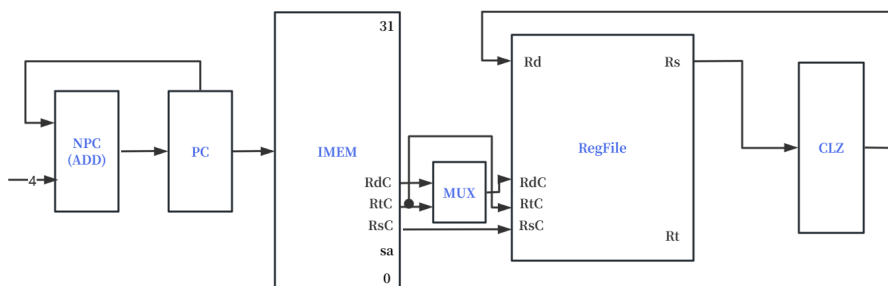 4
NPC
(ADD)
PC
31
IMEM
RdC
RtC
RsC
sa
0
MUX
Rd
Rs
RegFile
RdC
RtC
RsC
Rt
CLZ